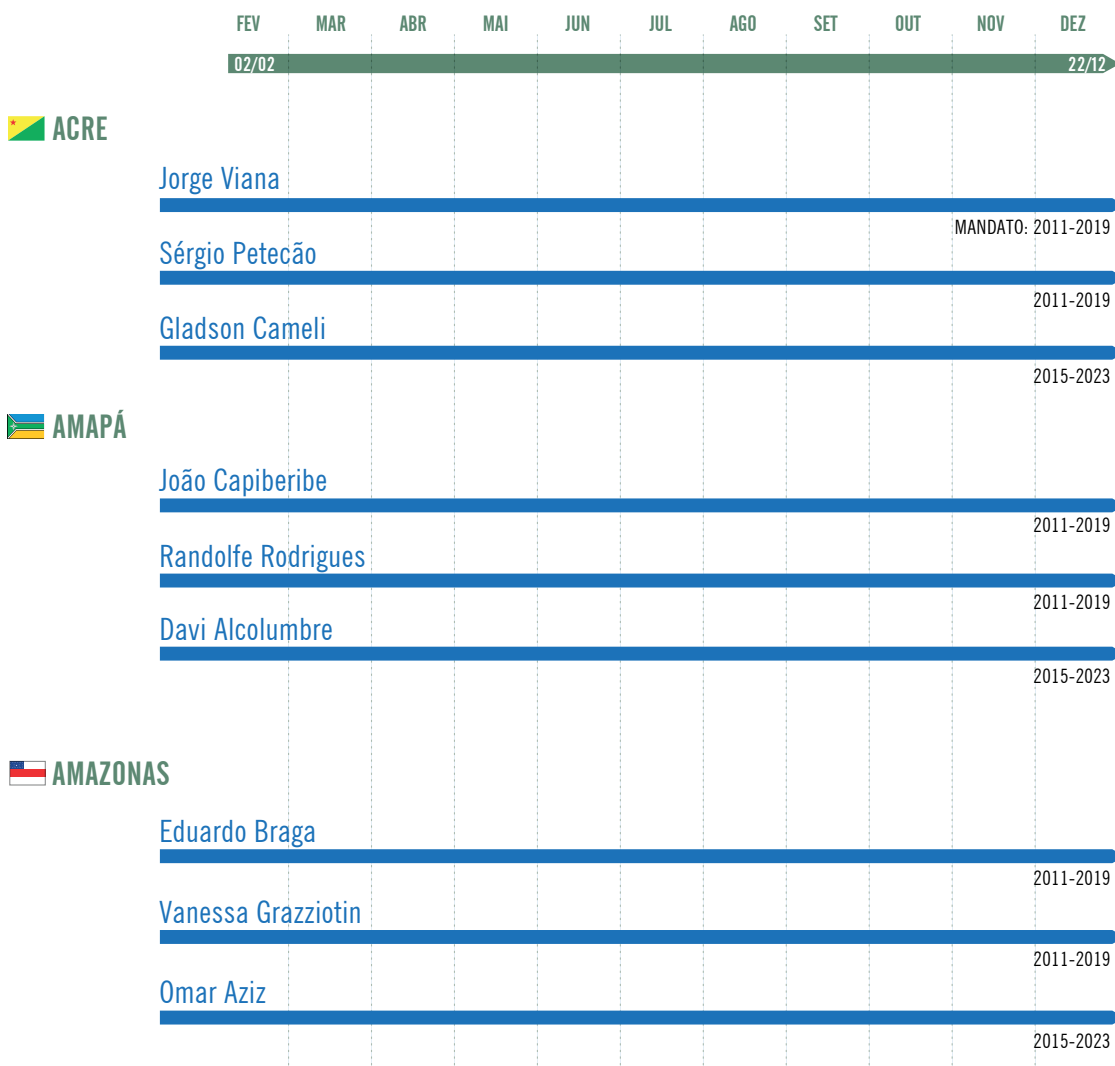 FEV MAR ABR MAI JUN JUL AGO SET OUT NOV DEZ
02/02 22/12
ACRE
Jorge Viana
MANDATO: 2011-2019
Sérgio Petecão
2011-2019
Gladson Cameli
2015-2023
AMAPÁ
João Capiberibe
2011-2019
Randolfe Rodrigues
2011-2019
Davi Alcolumbre
2015-2023
AMAZONAS
Eduardo Braga
2011-2019
Vanessa Grazziotin
2011-2019
Omar Aziz
2015-2023